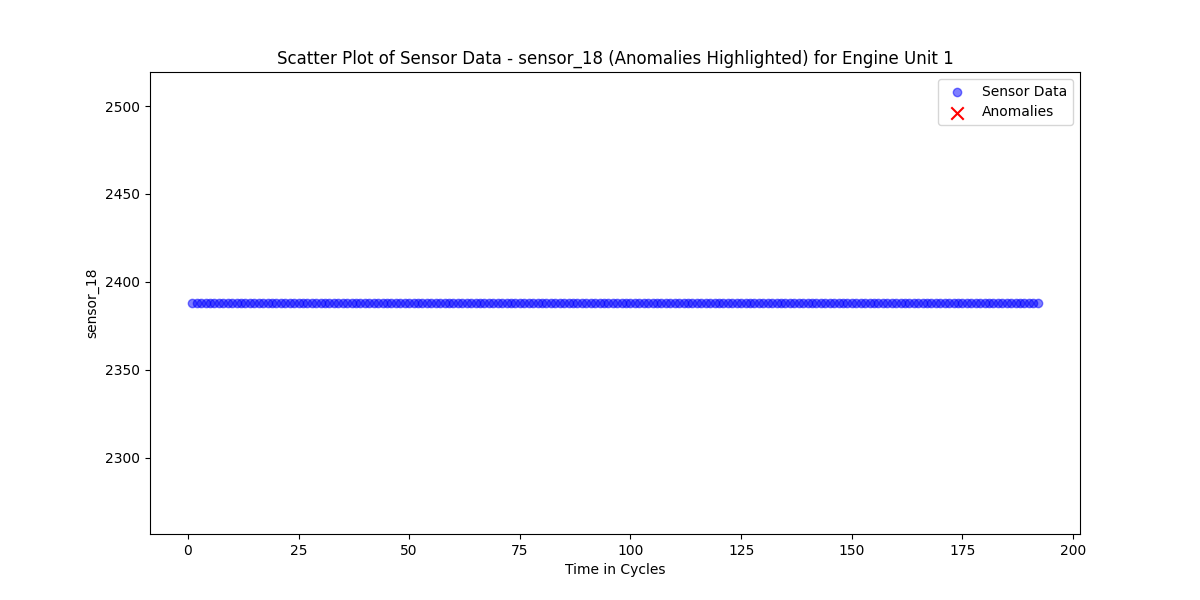 Scatter Plot of Sensor Data - sensor_18 (Anomalies Highlighted) for Engine Unit 1
Sensor Data
Anomalies
2500
2450
2400
2350
2300
sensor_18
0 25 50 75 100 125 150 175 200
Time in Cycles